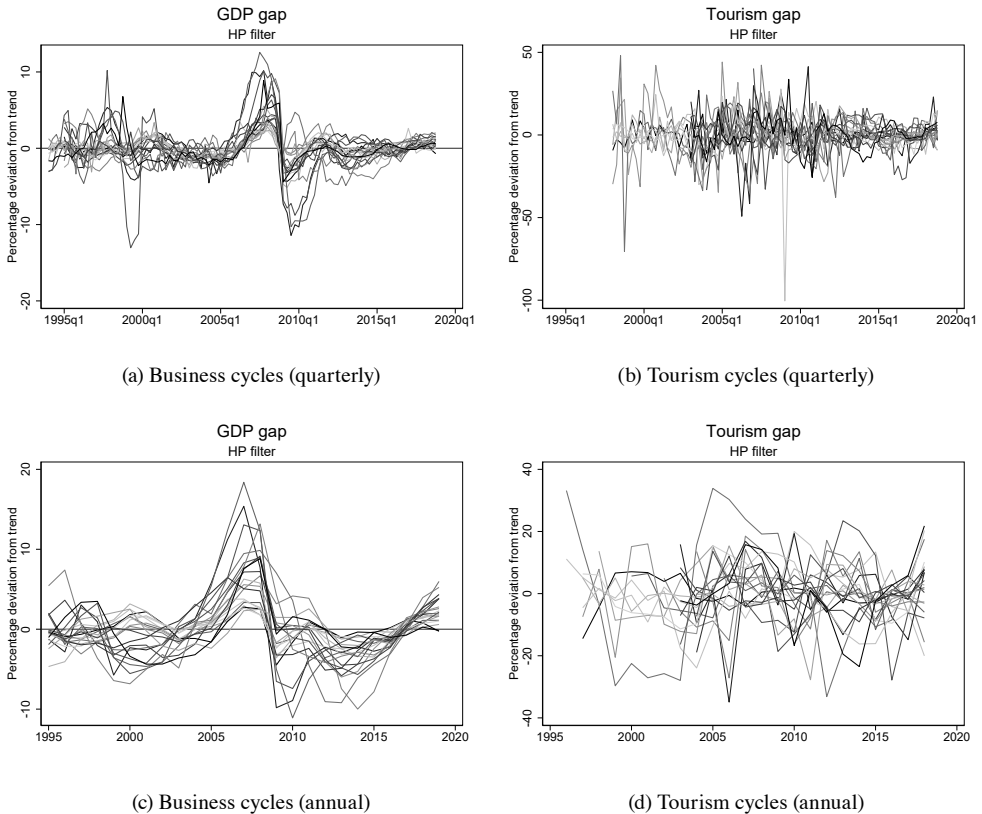 GDP gap
HP filter
Percentage deviation from trend
10
0
-10
-20
1995q1 2000q1 2005q1 2010q1 2015q1 2020q1
(a) Business cycles (quarterly)
Tourism gap
HP filter
Percentage deviation from trend
50
0
-50
-100
1995q1 2000q1 2005q1 2010q1 2015q1 2020q1
(b) Tourism cycles (quarterly)
GDP gap
HP filter
Percentage deviation from trend
20
10
0
-10
1995 2000 2005 2010 2015 2020
(c) Business cycles (annual)
Tourism gap
HP filter
Percentage deviation from trend
40
20
0
-20
-40
1995 2000 2005 2010 2015 2020
(d) Tourism cycles (annual)